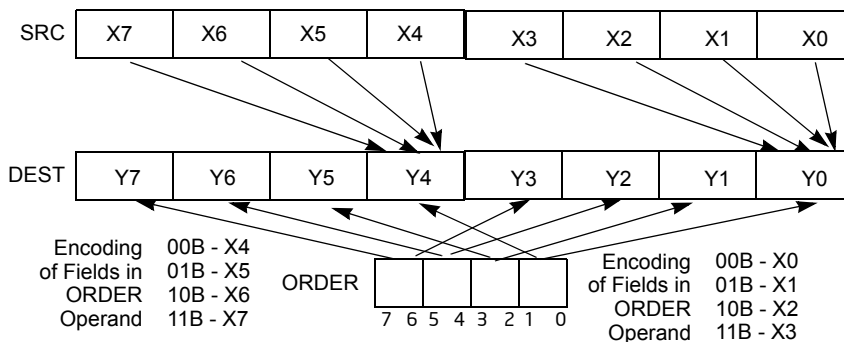 SRC X7 X6 X5 X4 X3 X2 X1 X0
DEST Y7 Y6 Y5 Y4 Y3 Y2 Y1 Y0
Encoding 00B - X4
of Fields in 01B - X5
ORDER 10B - X6
Operand 11B - X7
ORDER
7 6 5 4 3 2 1 0
Encoding 00B - X0
of Fields in 01B - X1
ORDER 10B - X2
Operand 11B - X3